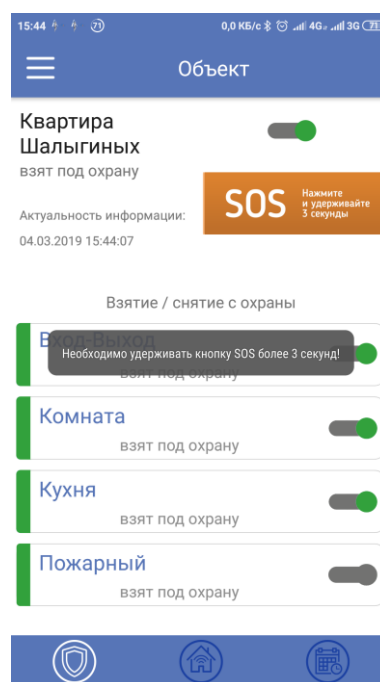 15:44 71 0,0 КБ/с 4G 3G 71
Объект
Квартира
Шалыгиных
взят под охрану
SOS
Нажмите
и удерживайте
3 секунды
Актуальность информации:
04.03.2019 15:44:07
Взятие / снятие с охраны
Вход-Выход
Необходимо удерживать кнопку SOS более 3 секунд!
взят под охрану
Комната
взят под охрану
Кухня
взят под охрану
Пожарный
взят под охрану